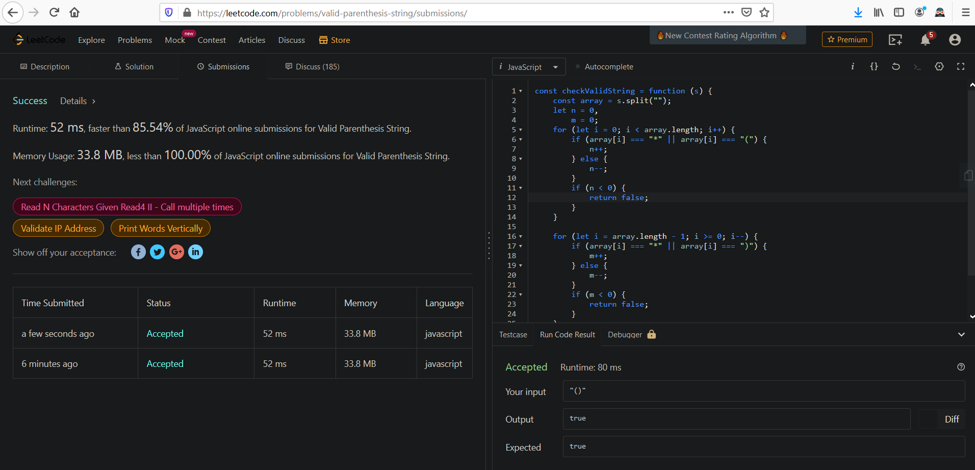 https://leetcode.com/problems/valid-parenthesis-string/submissions/
LeetCode
Explore
Problems
Mock
new
Contest
Articles
Discuss
Store
New Contest Rating Algorithm
Premium
5
Description
Solution
Submissions
Discuss (185)
i JavaScript
Autocomplete
Success
Details
Runtime: 52 ms, faster than 85.54% of JavaScript online submissions for Valid Parenthesis String.
Memory Usage: 33.8 MB, less than 100.00% of JavaScript online submissions for Valid Parenthesis String.
Next challenges:
Read N Characters Given Read4 II - Call multiple times
Validate IP Address
Print Words Vertically
Show off your acceptance:
Time Submitted Status Runtime Memory Language
a few seconds ago Accepted 52 ms 33.8 MB javascript
6 minutes ago Accepted 52 ms 33.8 MB javascript
1 const checkValidString = function (s) {
2 const array = s.split("");
3 let n = 0,
4 m = 0;
5 for (let i = 0; i < array.length; i++) {
6 if (array[i] === "*" || array[i] === "(") {
7 n++;
8 } else {
9 n--;
10 }
11 if (n < 0) {
12 return false;
13 }
14 }
15
16 for (let i = array.length - 1; i >= 0; i--) {
17 if (array[i] === "*" || array[i] === ")") {
18 m++;
19 } else {
20 m--;
21 }
22 if (m < 0) {
23 return false;
24 }
Testcase
Run Code Result
Debugger
Accepted
Runtime: 80 ms
Your input
"()"
Output
true
Diff
Expected
true